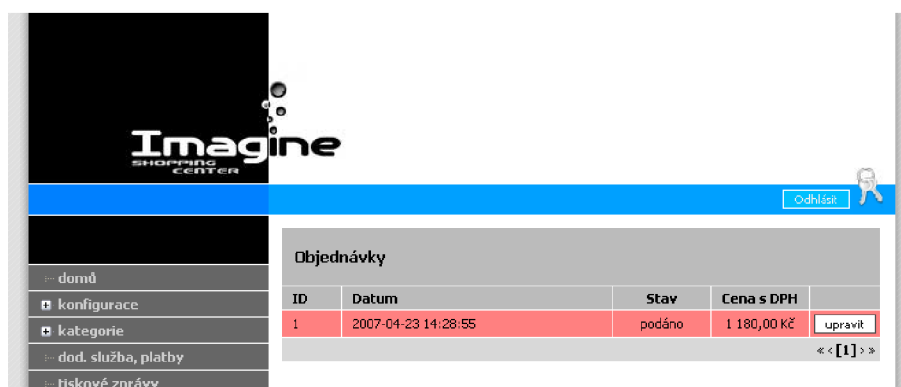 Imagine
SHOPPING
CENTER
Odhlásit
Objednávky
domů
konfigurace
kategorie
dod. služba, platby
tiskové zprávy
ID Datum Stav Cena s DPH
1 2007-04-23 14:28:55 podáno 1 180,00 Kč upravit
«‹[1]›»